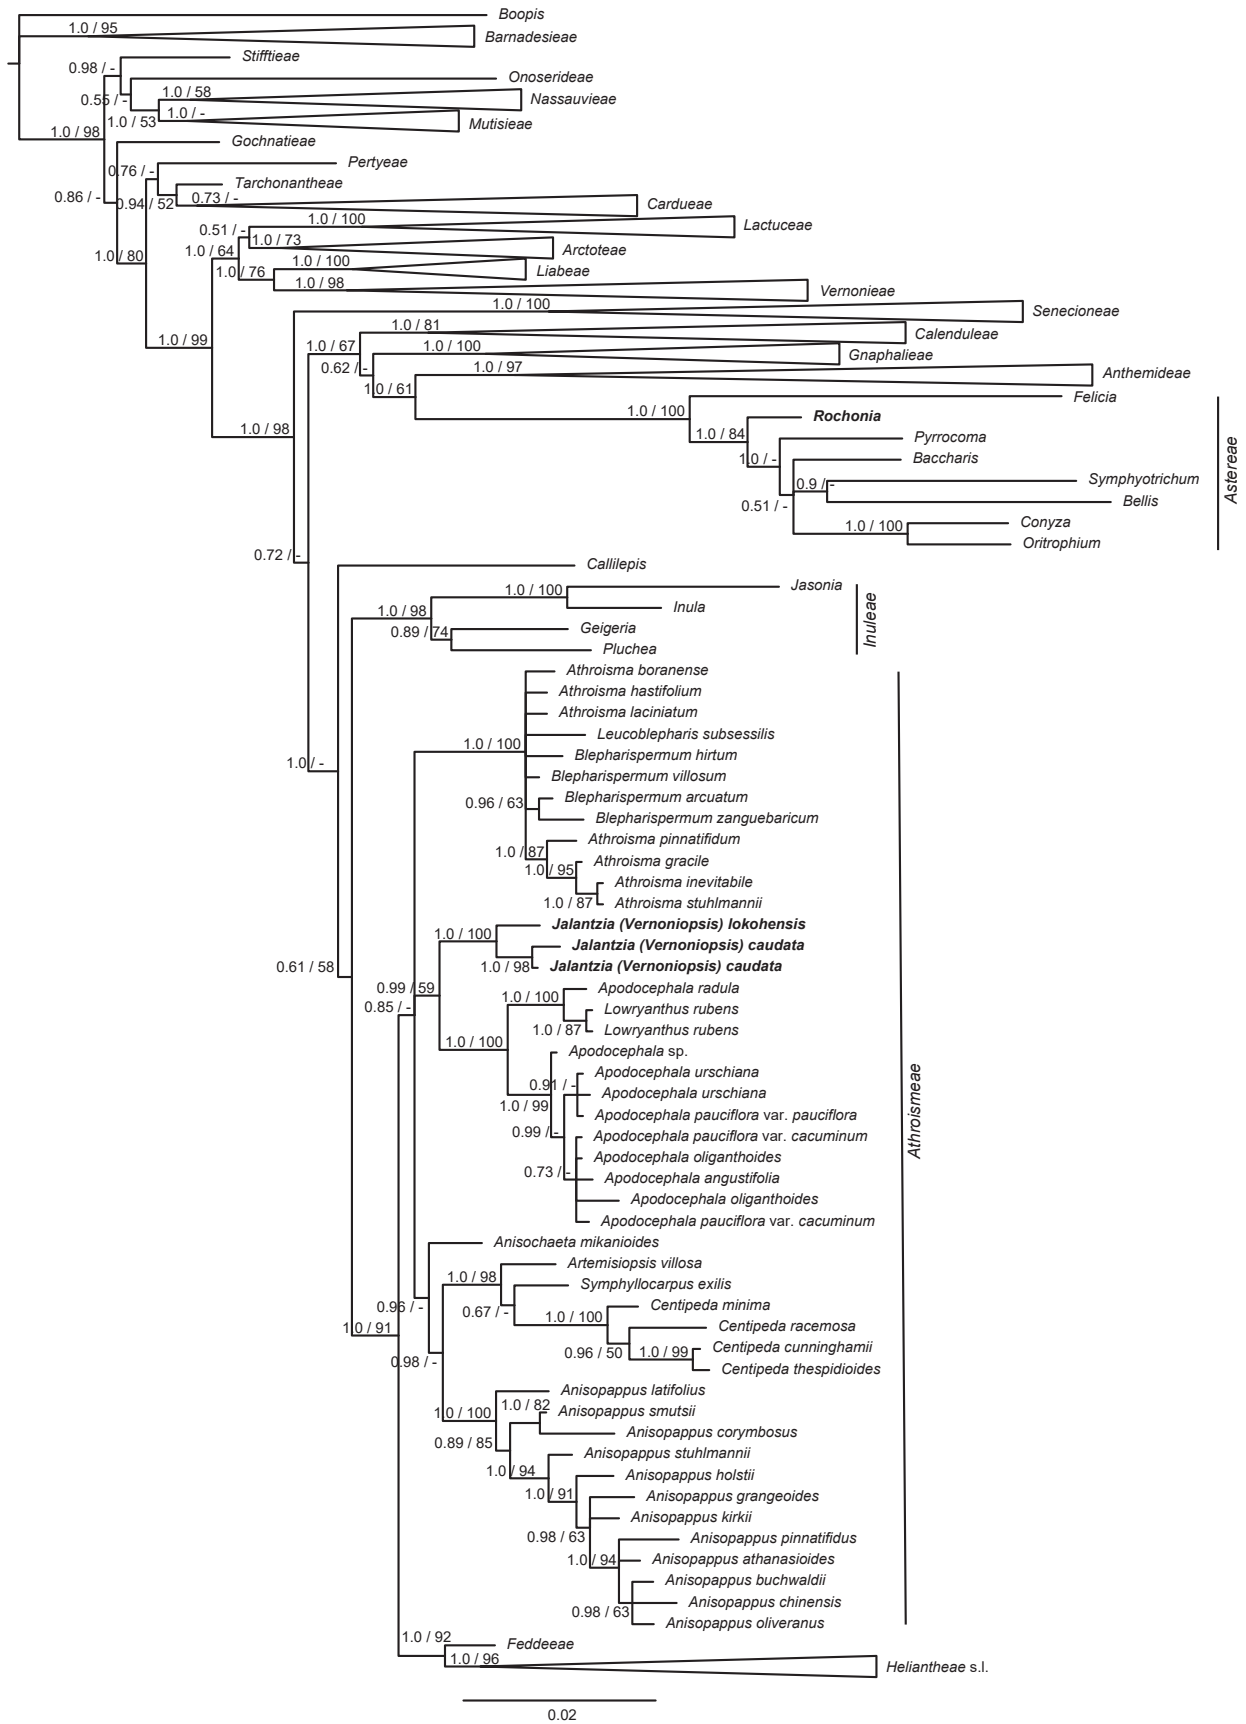 Boopis
1.0 / 95
Barnadesieae
Stifftieae
0.98 / -
Onoserideae
0.55 / -
1.0 / 58
Nassauvieae
1.0 / -
1.0 / 53
Mutisieae
1.0 / 98
Gochnatieae
Pertyeae
0.76 / -
Tarchonantheae
0.86 / -
0.94 / 52
0.73 / -
Cardueae
1.0 / 100
Lactuceae
0.51 / -
1.0 / 73
Arctoteae
1.0 / 64
1.0 / 80
1.0 / 100
Liabeae
1.0 / 76
1.0 / 98
Vernonieae
1.0 / 100
Senecioneae
1.0 / 81
Calenduleae
1.0 / 99
1.0 / 67
1.0 / 100
Gnaphalieae
0.62 / -
1.0 / 97
Anthemideae
1.0 / 61
Felicia
1.0 / 100
Rochonia
1.0 / 98
1.0 / 84
Pyrrocoma
1.0 / -
Baccharis
Astereae
0.9 / -
Symphyotrichum
Bellis
0.51 / -
1.0 / 100
Conyza
Oritrophium
0.72 / -
Callilepis
1.0 / 100
Jasonia
1.0 / 98
Inula
0.89 / 74
Geigeria
Inuleae
Pluchea
Athroisma boranense
Athroisma hastifolium
Athroisma laciniatum
Leucoblepharis subsessilis
1.0 / 100
Blepharispermum hirtum
1.0 / -
Blepharispermum villosum
Blepharispermum arcuatum
0.96 / 63
Blepharispermum zanguebaricum
Athroisma pinnatifidum
1.0 / 87
Athroisma gracile
1.0 / 95
Athroisma inevitabile
1.0 / 87
Athroisma stuhlmannii
Jalantzia (Vernoniopsis) lokohensis
1.0 / 100
Jalantzia (Vernoniopsis) caudata
0.61 / 58
1.0 / 98
Jalantzia (Vernoniopsis) caudata
0.99 / 59
Apodocephala radula
0.85 / -
1.0 / 100
Lowryanthus rubens
1.0 / 87
Lowryanthus rubens
1.0 / 100
Apodocephala sp.
Apodocephala urschiana
0.91 / -
Apodocephala urschiana
1.0 / 99
Apodocephala pauciflora var. pauciflora
0.99 / -
Apodocephala pauciflora var. cacuminum
Apodocephala oliganthoides
0.73 / -
Apodocephala angustifolia
Apodocephala oliganthoides
Apodocephala pauciflora var. cacuminum
Athroismeae
Anisochaeta mikanioides
Artemisiopsis villosa
1.0 / 98
Symphyllocarpus exilis
0.96 / -
0.67 / -
Centipeda minima
1.0 / 100
Centipeda racemosa
1.0 / 91
Centipeda cunninghamii
0.96 / 50
1.0 / 99
0.98 / -
Centipeda thespidioides
Anisopappus latifolius
1.0 / 100
1.0 / 82
Anisopappus smutsii
Anisopappus corymbosus
0.89 / 85
Anisopappus stuhlmannii
1.0 / 94
Anisopappus holstii
1.0 / 91
Anisopappus grangeoides
Anisopappus kirkii
0.98 / 63
Anisopappus pinnatifidus
1.0 / 94
Anisopappus athanasioides
Anisopappus buchwaldii
Anisopappus chinensis
0.98 / 63
Anisopappus oliveranus
1.0 / 92
Feddeeae
1.0 / 96
Heliantheae s.l.
0.02